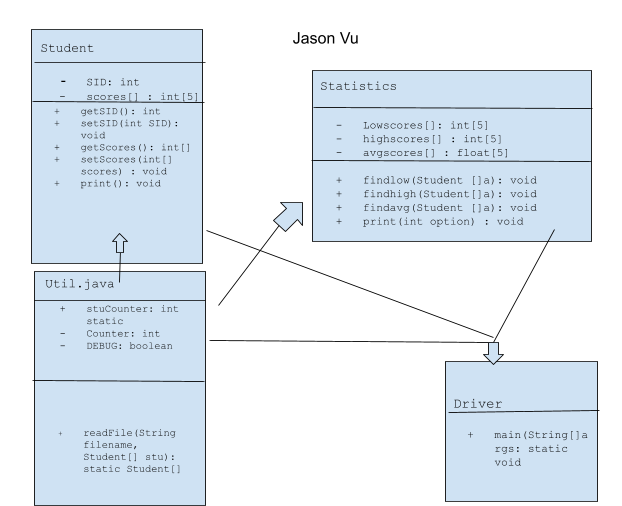 Jason Vu
Student
- SID: int
- scores[] : int[5]
+ getSID(): int
+ setSID(int SID):
void
+ getScores(): int[]
+ setScores(int[]
scores) : void
+ print(): void
Statistics
- Lowscores[]: int[5]
- highscores[] : int[5]
- avgscores[] : float[5]
+ findlow(Student []a): void
+ findhigh(Student []a): void
+ findavg(Student []a): void
+ print(int option) : void
Util.java
+ stuCounter: int
static
- Counter: int
- DEBUG: boolean
+ readFile(String
filename,
Student[] stu):
static Student[]
Driver
+ main(String[]a
rgs: static
void